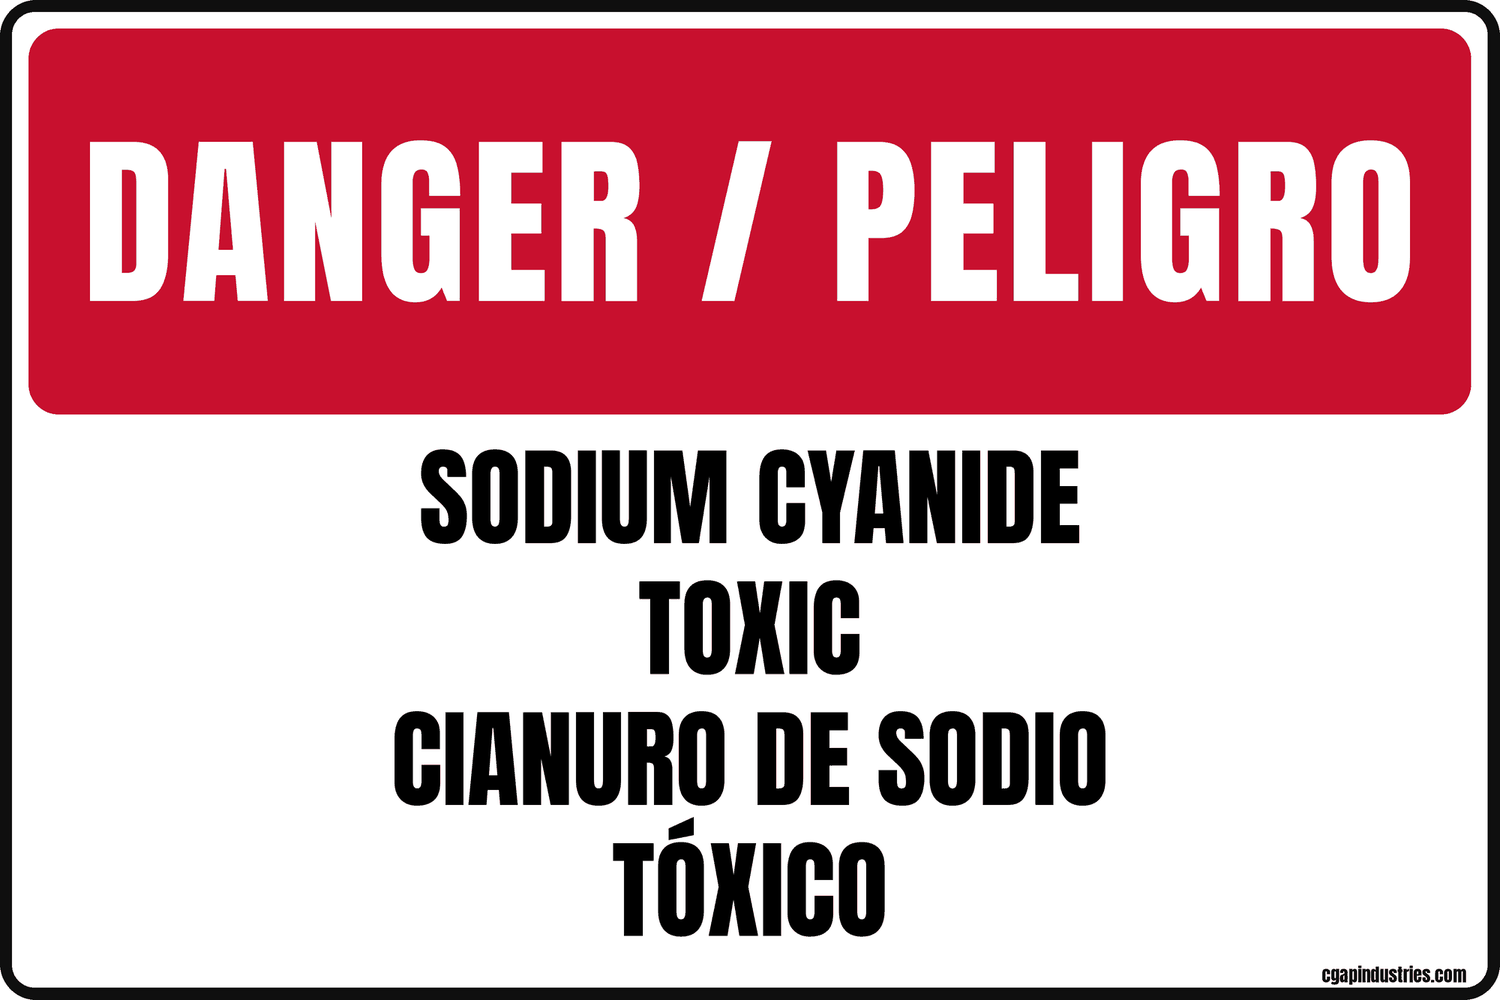 DANGER / PELIGRO
SODIUM CYANIDE
TOXIC
CIANURO DE SODIO
TÓXICO
cgapindustries.com